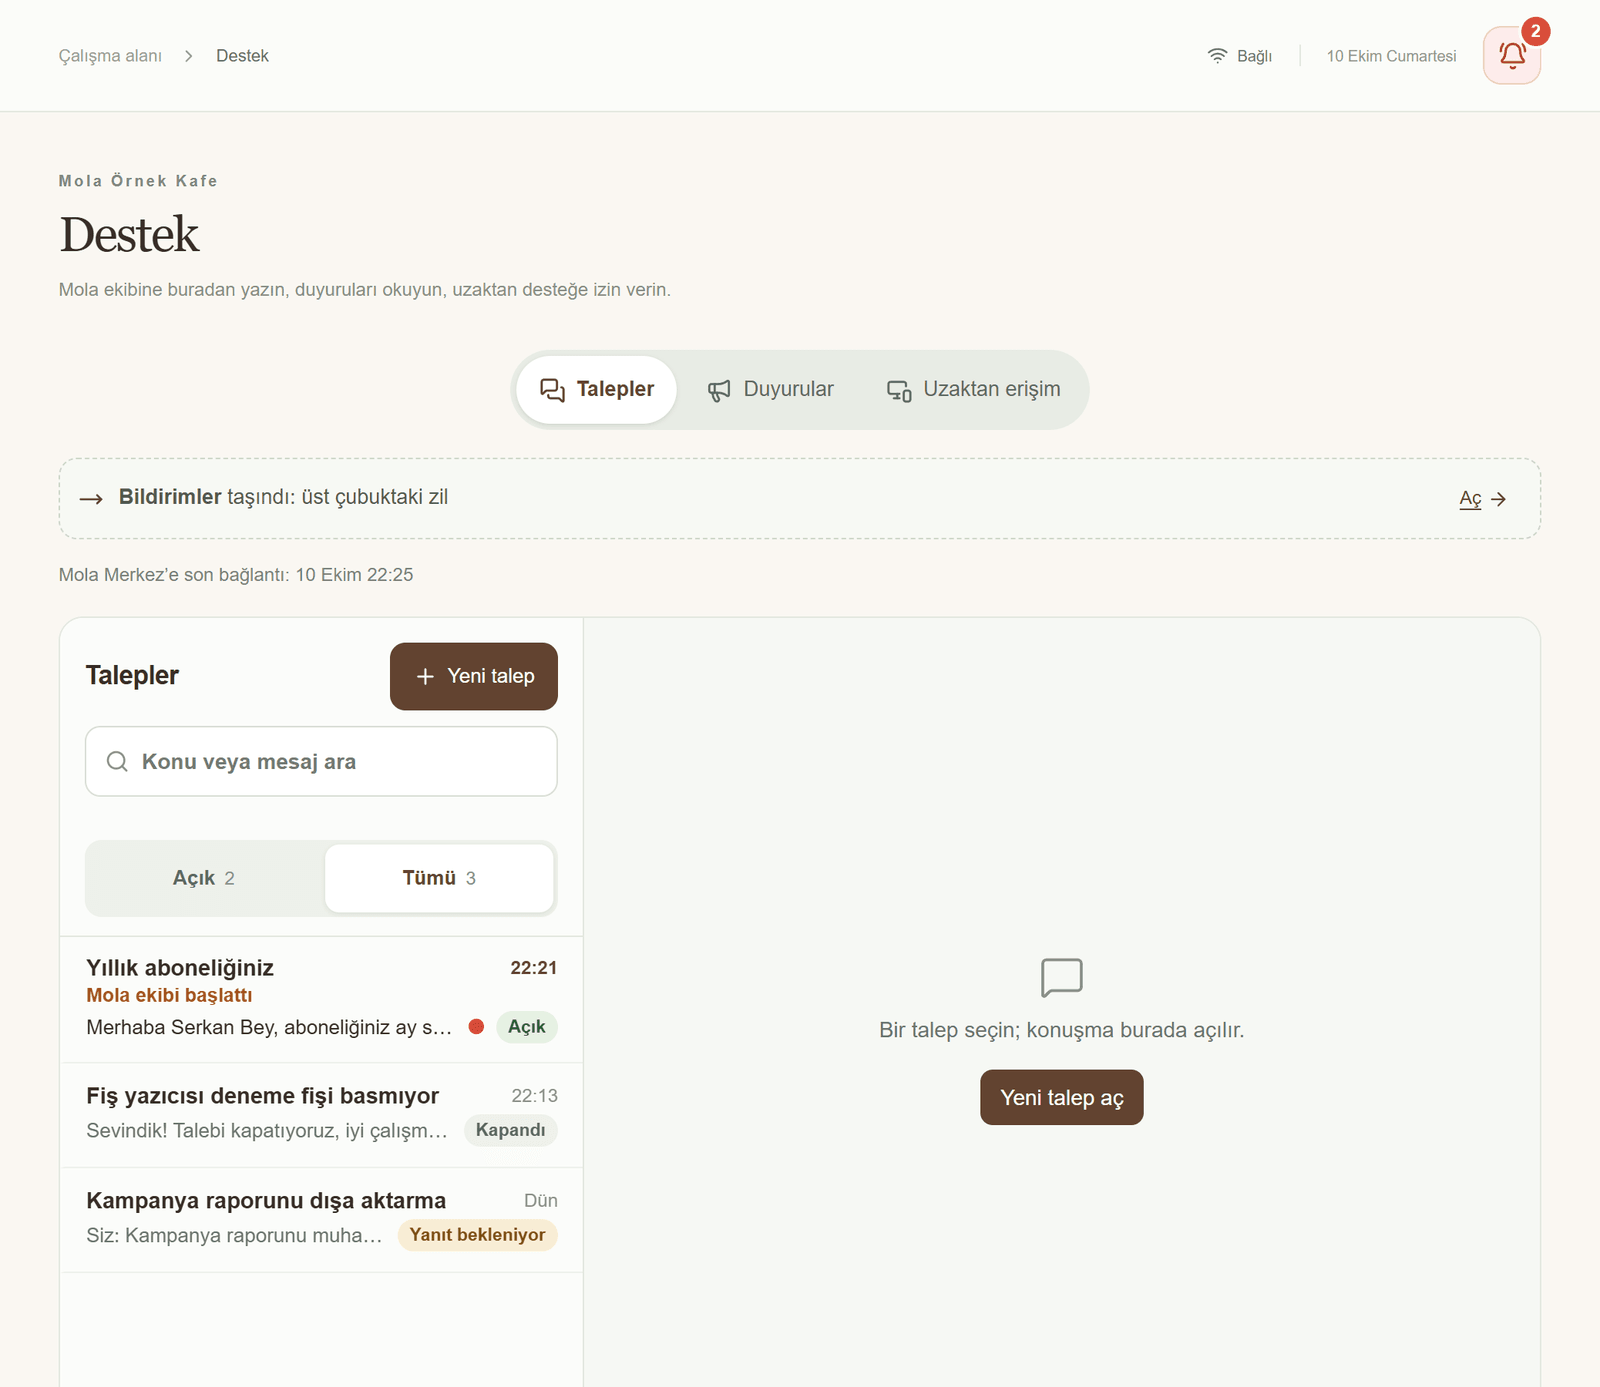 Çalışma alanı > Destek
Bağlı
10 Ekim Cumartesi
2
Mola Örnek Kafe
Destek
Mola ekibine buradan yazın, duyuruları okuyun, uzaktan desteğe izin verin.
Talepler
Duyurular
Uzaktan erişim
→ Bildirimler taşındı: üst çubuktaki zil
Aç →
Mola Merkez’e son bağlantı: 10 Ekim 22:25
Talepler
+ Yeni talep
Konu veya mesaj ara
Açık 2
Tümü 3
Yıllık aboneliğiniz 22:21
Mola ekibi başlattı
Merhaba Serkan Bey, aboneliğiniz ay s… Açık
Fiş yazıcısı deneme fişi basmıyor 22:13
Sevindik! Talebi kapatıyoruz, iyi çalışm… Kapandı
Kampanya raporunu dışa aktarma Dün
Siz: Kampanya raporunu muha… Yanıt bekleniyor
Bir talep seçin; konuşma burada açılır.
Yeni talep aç